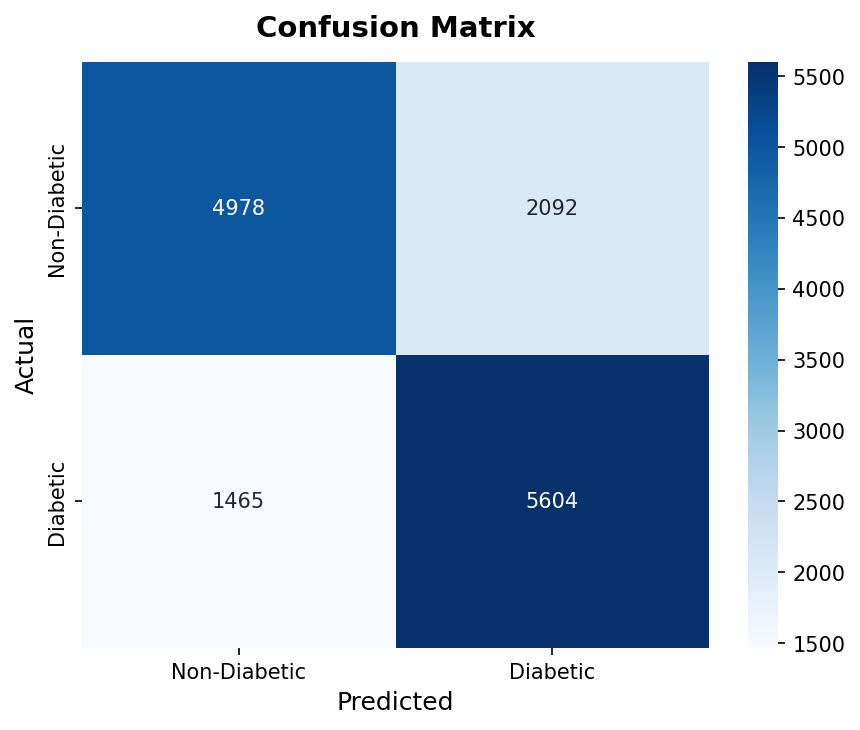 Confusion Matrix
Actual
Non-Diabetic
Diabetic
4978
2092
1465
5604
Non-Diabetic
Diabetic
Predicted
5500
5000
4500
4000
3500
3000
2500
2000
1500